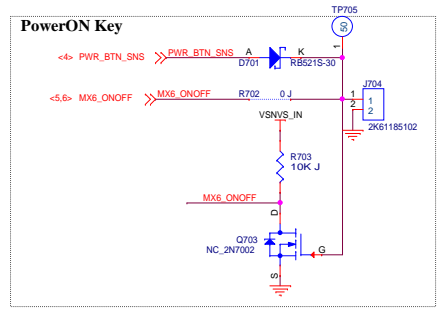 TP705
PowerON Key
50
1
<4> PWR_BTN_SNS PWR_BTN_SNS A K
D701 RB521S-30
J704
<5,6> MX6_ONOFF MX6_ONOFF R702 0 J 1 1
2 2
VSNVS_IN
2K61185102
R703
10K J
MX6_ONOFF
D
Q703
NC_2N7002
G
S